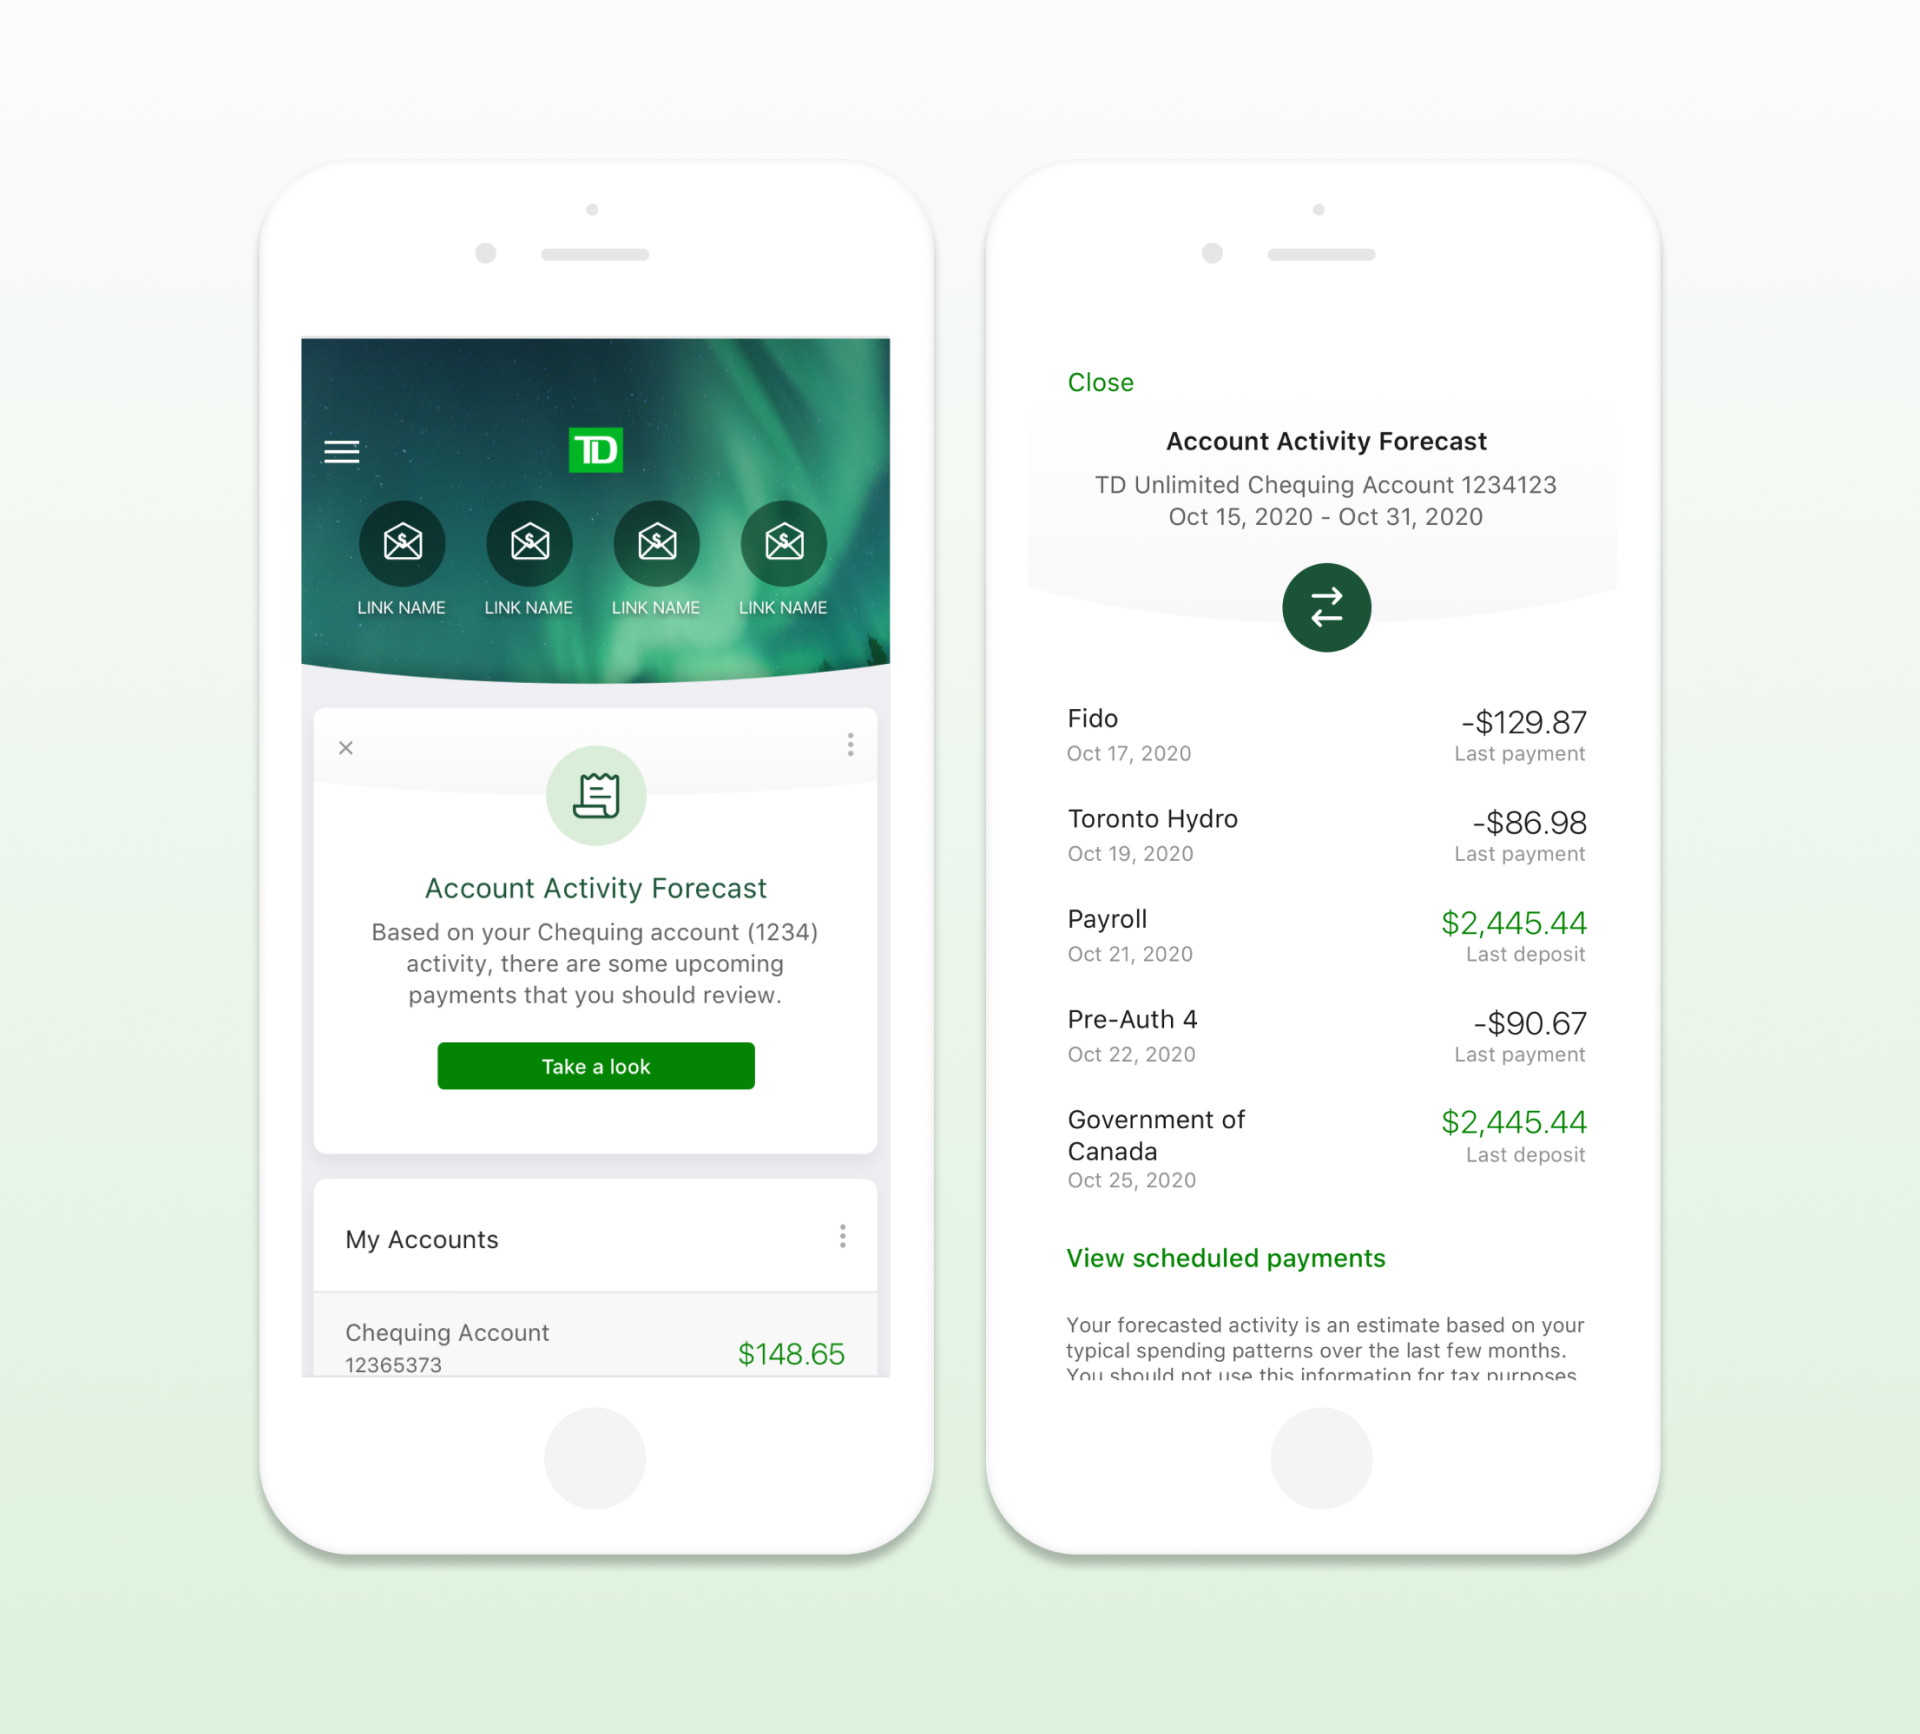 TD
LINK NAME LINK NAME LINK NAME LINK NAME
Account Activity Forecast
Based on your Chequing account (1234)
activity, there are some upcoming
payments that you should review.
Take a look
My Accounts
Chequing Account
12365373
$148.65
Close
Account Activity Forecast
TD Unlimited Chequing Account 1234123
Oct 15, 2020 - Oct 31, 2020
Fido -$129.87
Oct 17, 2020 Last payment
Toronto Hydro -$86.98
Oct 19, 2020 Last payment
Payroll $2,445.44
Oct 21, 2020 Last deposit
Pre-Auth 4 -$90.67
Oct 22, 2020 Last payment
Government of $2,445.44
Canada Last deposit
Oct 25, 2020
View scheduled payments
Your forecasted activity is an estimate based on your
typical spending patterns over the last few months.
You should not use this information for tax purposes